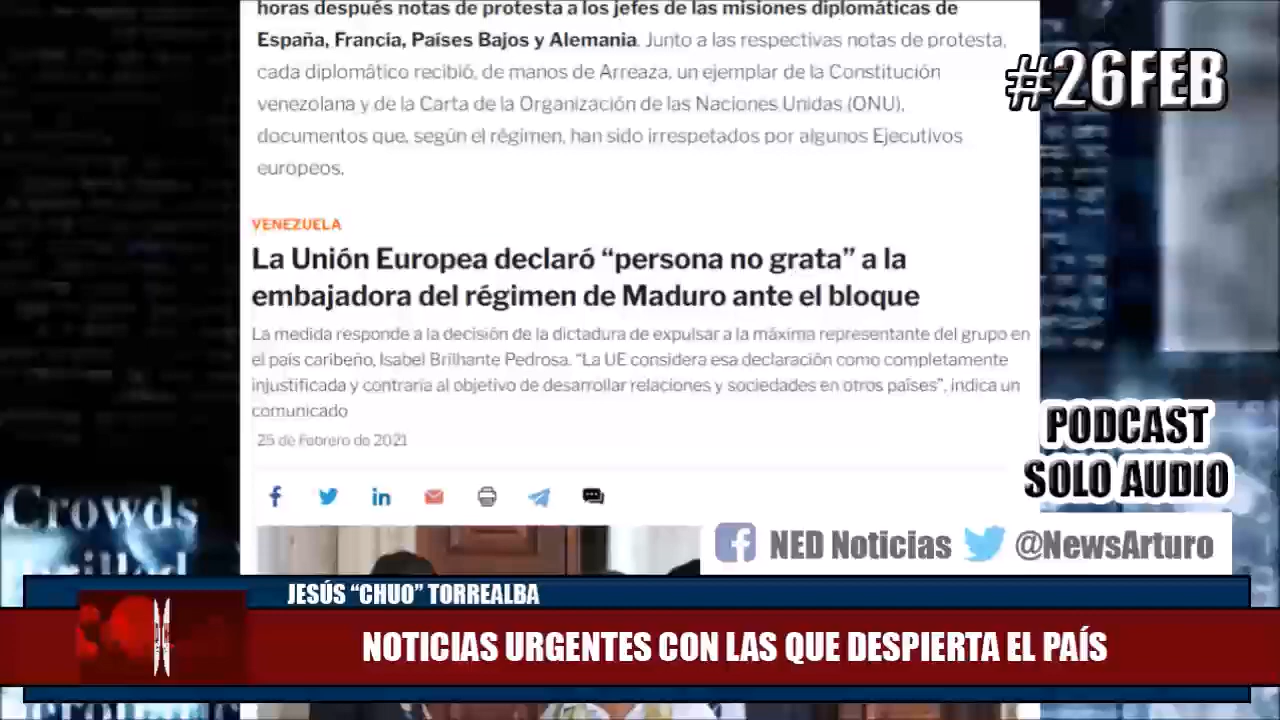 horas después notas de protesta a los jefes de las misiones diplomáticas de
España, Francia, Países Bajos y Alemania. Junto a las respectivas notas de protesta,
cada diplomático recibió, de manos de Arreaza, un ejemplar de la Constitución
venezolana y de la Carta de la Organización de las Naciones Unidas (ONU),
documentos que, según el régimen, han sido irrespetados por algunos Ejecutivos
europeos.
#26FEB
VENEZUELA
La Unión Europea declaró “persona no grata” a la
embajadora del régimen de Maduro ante el bloque
La medida responde a la decisión de la dictadura de expulsar a la máxima representante del grupo en
el país caribeño, Isabel Brilhante Pedrosa. “La UE considera esa declaración como completamente
injustificada y contraria al objetivo de desarrollar relaciones y sociedades en otros países”, indica un
comunicado
25 de Febrero de 2021
PODCAST
SOLO AUDIO
Crowds
NED Noticias @NewsArturo
JESÚS “CHUO” TORREALBA
NOTICIAS URGENTES CON LAS QUE DESPIERTA EL PAÍS